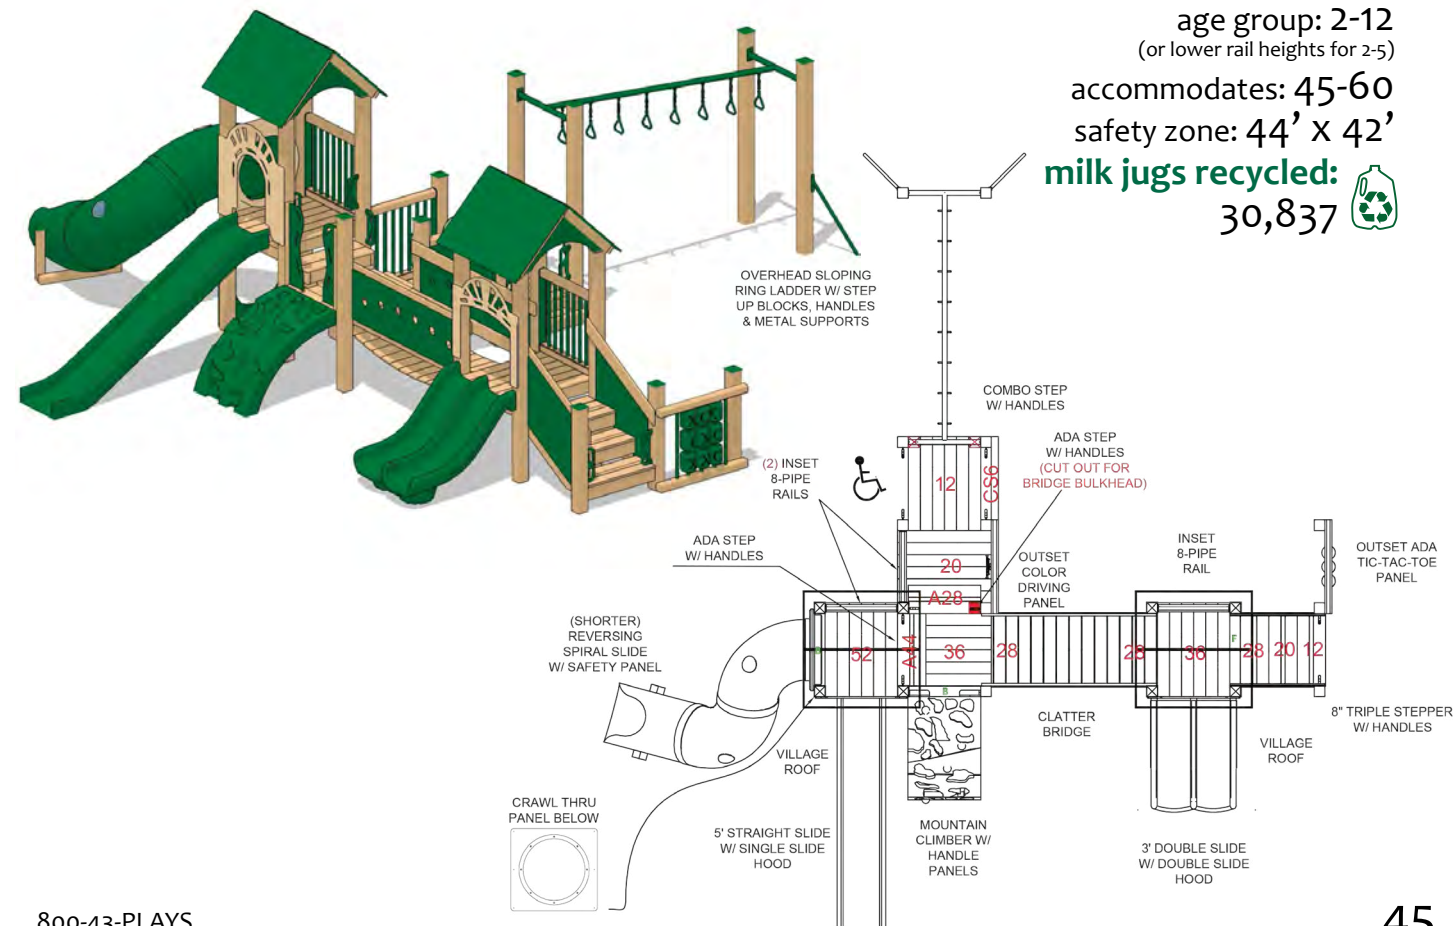 age group: 2-12
(or lower rail heights for 2-5)
accommodates: 45-60
safety zone: 44’ x 42’
milk jugs recycled:
30,837
OVERHEAD SLOPING
RING LADDER W/ STEP
UP BLOCKS, HANDLES
& METAL SUPPORTS
COMBO STEP
W/ HANDLES
ADA STEP
W/ HANDLES
(CUT OUT FOR
BRIDGE BULKHEAD)
(2) INSET
8-PIPE
RAILS
12
CS6
ADA STEP
W/ HANDLES
20
A28
OUTSET
COLOR
DRIVING
PANEL
INSET
8-PIPE
RAIL
OUTSET ADA
TIC-TAC-TOE
PANEL
(SHORTER)
REVERSING
SPIRAL SLIDE
W/ SAFETY PANEL
52
A44
36
28
28
36
F
28
20
12
B
CLATTER
BRIDGE
8" TRIPLE STEPPER
W/ HANDLES
VILLAGE
ROOF
VILLAGE
ROOF
CRAWL THRU
PANEL BELOW
5' STRAIGHT SLIDE
W/ SINGLE SLIDE
HOOD
MOUNTAIN
CLIMBER W/
HANDLE
PANELS
3' DOUBLE SLIDE
W/ DOUBLE SLIDE
HOOD
800-43-PLAYS
45